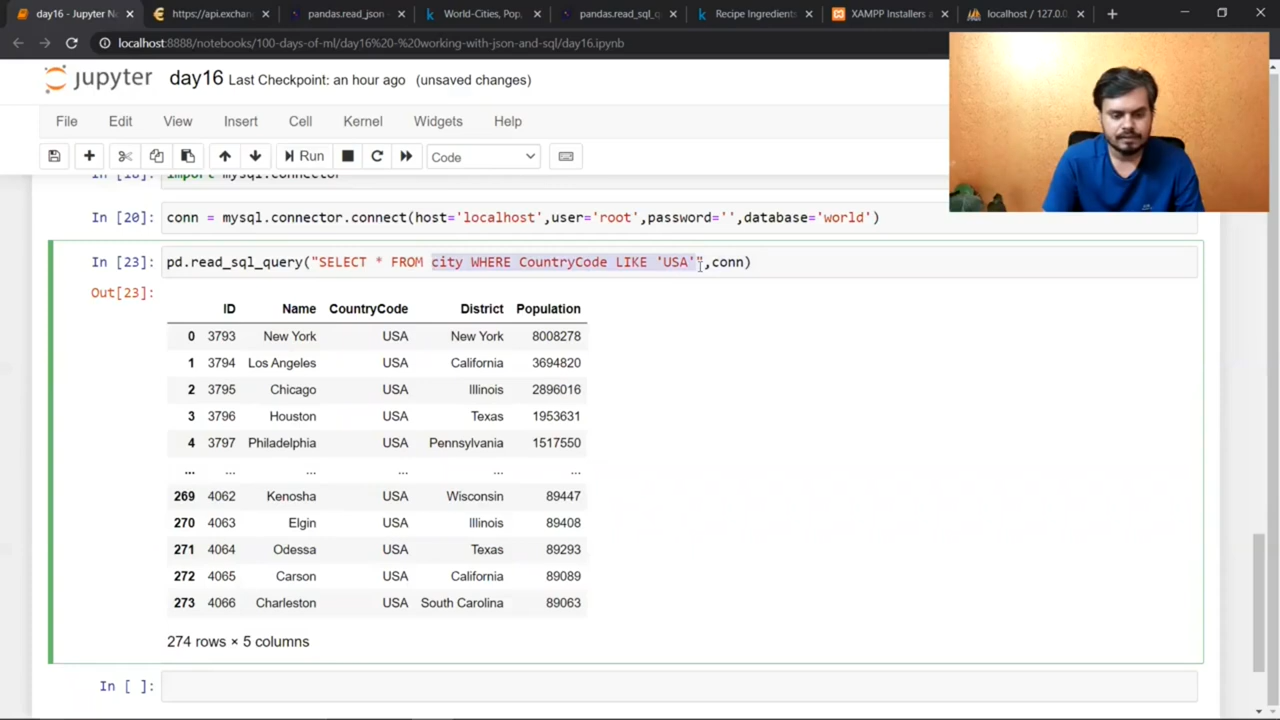 day16 - Jupyter No
https://api.exchan
pandas.read_json
World-Cities, Pop
pandas.read_sql_q
Recipe Ingredients
XAMPP Installers a
localhost / 127.0.0
localhost:8888/notebooks/100-days-of-ml/day16%20-%20working-with-json-and-sql/day16.ipynb
jupyter day16 Last Checkpoint: an hour ago (unsaved changes)
File Edit View Insert Cell Kernel Widgets Help
Run Code
In [18]: import mysql.connector
In [20]: conn = mysql.connector.connect(host='localhost',user='root',password='',database='world')
In [23]: pd.read_sql_query("SELECT * FROM city WHERE CountryCode LIKE 'USA'",conn)
Out[23]:
ID Name CountryCode District Population
0 3793 New York USA New York 8008278
1 3794 Los Angeles USA California 3694820
2 3795 Chicago USA Illinois 2896016
3 3796 Houston USA Texas 1953631
4 3797 Philadelphia USA Pennsylvania 1517550
... ... ... ... ... ...
269 4062 Kenosha USA Wisconsin 89447
270 4063 Elgin USA Illinois 89408
271 4064 Odessa USA Texas 89293
272 4065 Carson USA California 89089
273 4066 Charleston USA South Carolina 89063
274 rows × 5 columns
In [ ]: